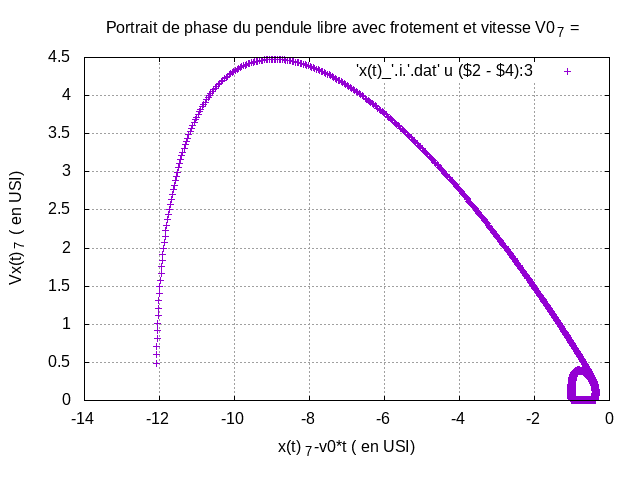 Portrait de phase du pendule libre avec frotement et vitesse V0 7 =
'x(t)_'.i.'.dat' u ($2 - $4):3
4.5
4
3.5
3
2.5
2
1.5
1
0.5
0
Vx(t) 7 ( en USI)
-14 -12 -10 -8 -6 -4 -2 0
x(t) 7-v0*t ( en USI)